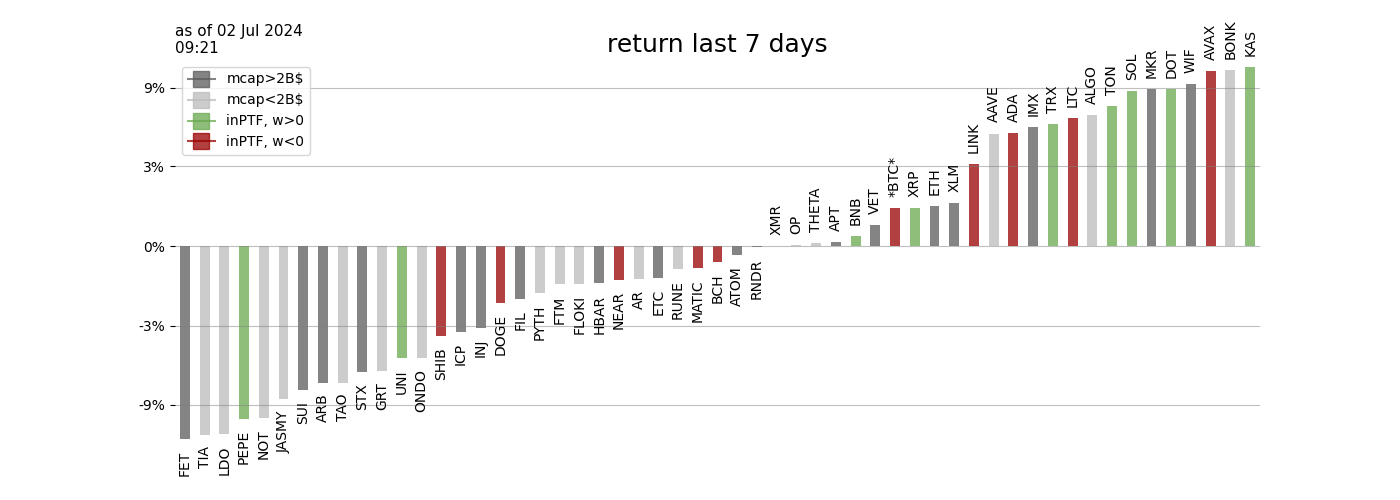 as of 02 Jul 2024
09:21
return last 7 days
mcap>2B$
mcap<2B$
inPTF, w>0
inPTF, w<0
9%
3%
0%
-3%
-9%
FET
TIA
LDO
PEPE
NOT
JASMY
SUI
ARB
TAO
STX
GRT
UNI
ONDO
SHIB
ICP
INJ
DOGE
FIL
PYTH
FTM
FLOKI
HBAR
NEAR
AR
ETC
RUNE
MATIC
BCH
ATOM
RNDR
XMR
OP
THETA
APT
BNB
VET
*BTC*
XRP
ETH
XLM
LINK
AAVE
ADA
IMX
TRX
LTC
ALGO
TON
SOL
MKR
DOT
WIF
AVAX
BONK
KAS